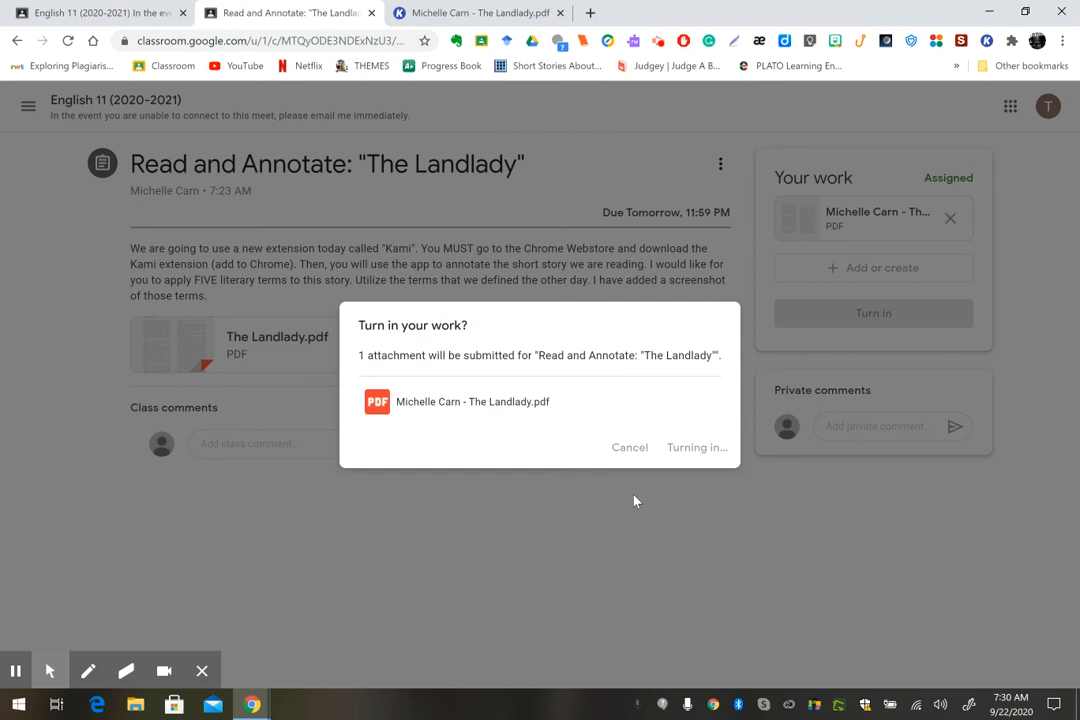 English 11 (2020-2021) In the eve
Read and Annotate: "The Landlad
Michelle Carn - The Landlady.pdf
classroom.google.com/u/1/c/MTQyODE3NDExNzU3/...
Exploring Plagiaris...
Classroom
YouTube
Netflix
THEMES
Progress Book
Short Stories About...
Judgey | Judge A B...
PLATO Learning En...
»
Other bookmarks
English 11 (2020-2021)
In the event you are unable to connect to this meet, please email me immediately.
T
Read and Annotate: "The Landlady"
Michelle Carn • 7:23 AM
Due Tomorrow, 11:59 PM
We are going to use a new extension today called "Kami". You MUST go to the Chrome Webstore and download the
Kami extension (add to Chrome). Then, you will use the app to annotate the short story we are reading. I would like for
you to apply FIVE literary terms to this story. Utilize the terms that we defined the other day. I have added a screenshot
of those terms.
The Landlady.pdf
PDF
Class comments
Add class comment...
Your work
Assigned
Michelle Carn - Th...
PDF
Add or create
Turn in
Private comments
Add private comment...
Turn in your work?
1 attachment will be submitted for "Read and Annotate: "The Landlady"".
PDF
Michelle Carn - The Landlady.pdf
Cancel
Turning in...
7:30 AM
9/22/2020